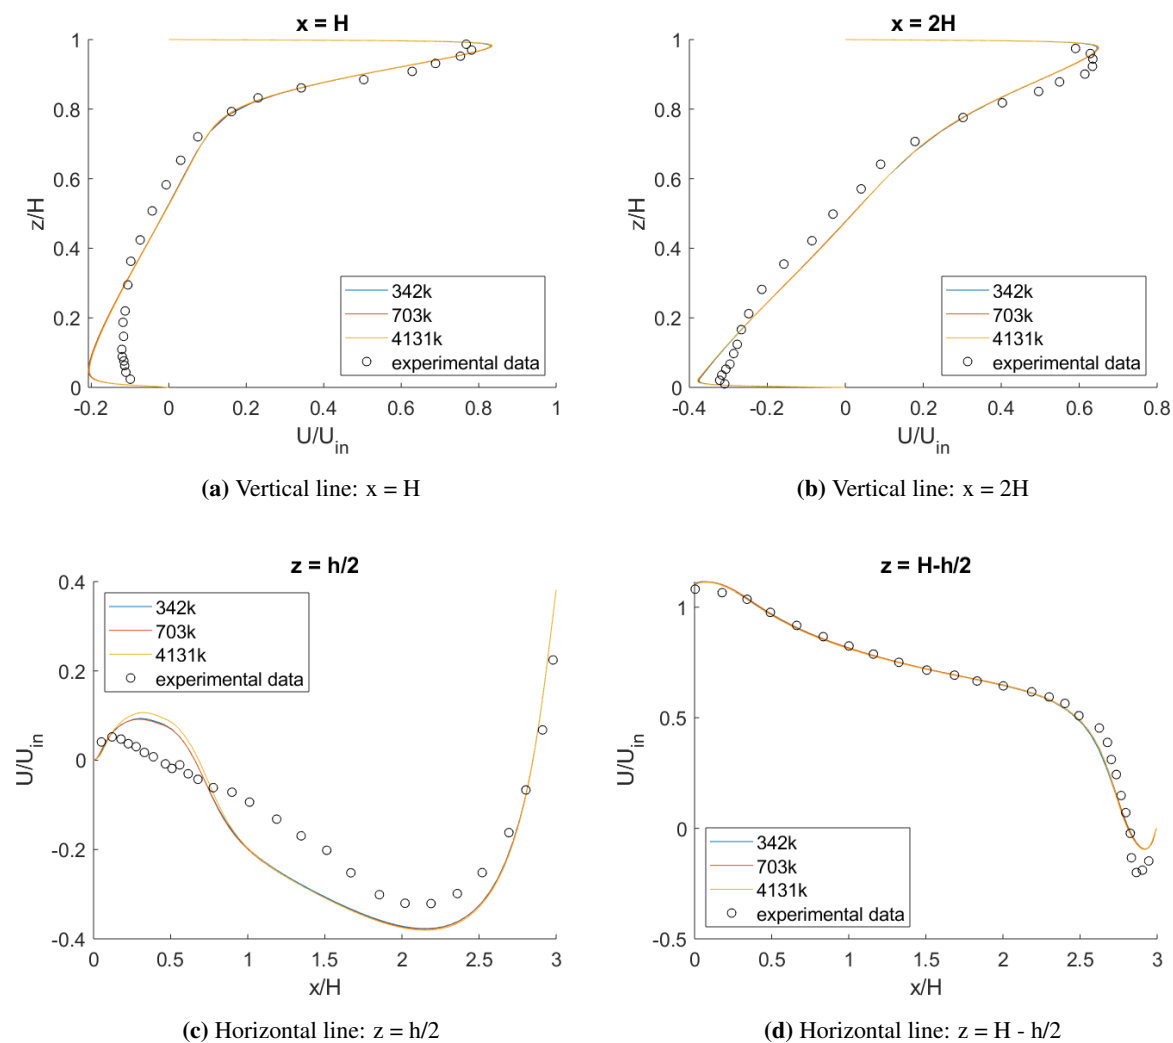 x = H
1
0.8
0.6
0.4
0.2
0
z/H
-0.2
0
0.2
0.4
0.6
0.8
1
U/U_in
342k
703k
4131k
experimental data
(a) Vertical line: x = H
x = 2H
1
0.8
0.6
0.4
0.2
0
z/H
-0.4
-0.2
0
0.2
0.4
0.6
0.8
U/U_in
342k
703k
4131k
experimental data
(b) Vertical line: x = 2H
z = h/2
0.4
0.2
0
-0.2
-0.4
U/U_in
0
0.5
1
1.5
2
2.5
3
x/H
342k
703k
4131k
experimental data
(c) Horizontal line: z = h/2
z = H-h/2
1
0.5
0
-0.5
U/U_in
0
0.5
1
1.5
2
2.5
3
x/H
342k
703k
4131k
experimental data
(d) Horizontal line: z = H - h/2